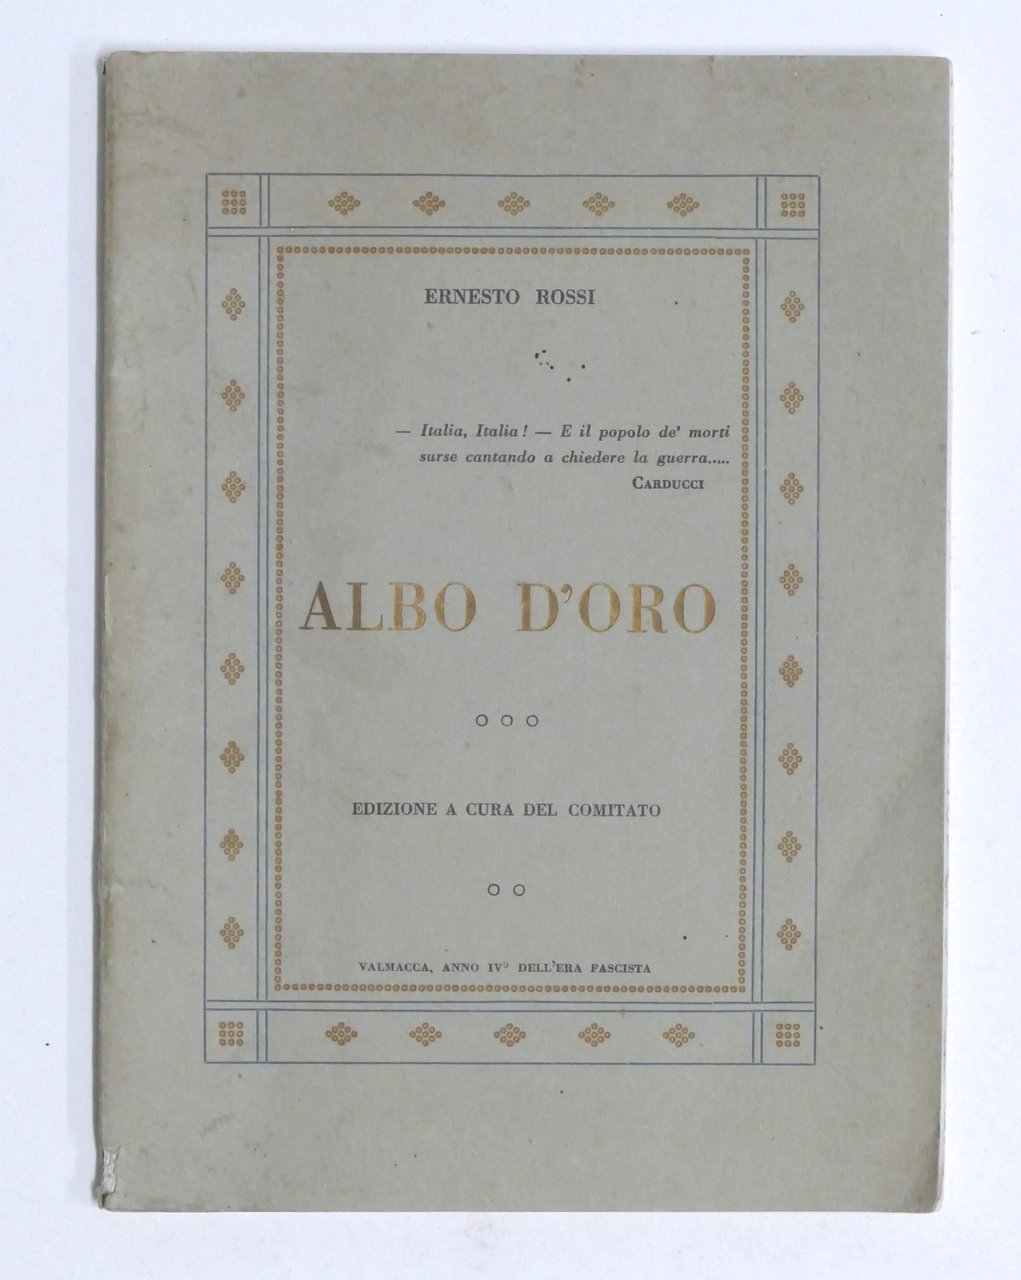 ERNESTO ROSSI
— Italia, Italia! — E il popolo de' morti
surse cantando a chiedere la guerra.....
CARDUCCI
ALBO D'ORO
EDIZIONE A CURA DEL COMITATO
VALMACCA, ANNO IVº DELL'ERA FASCISTA